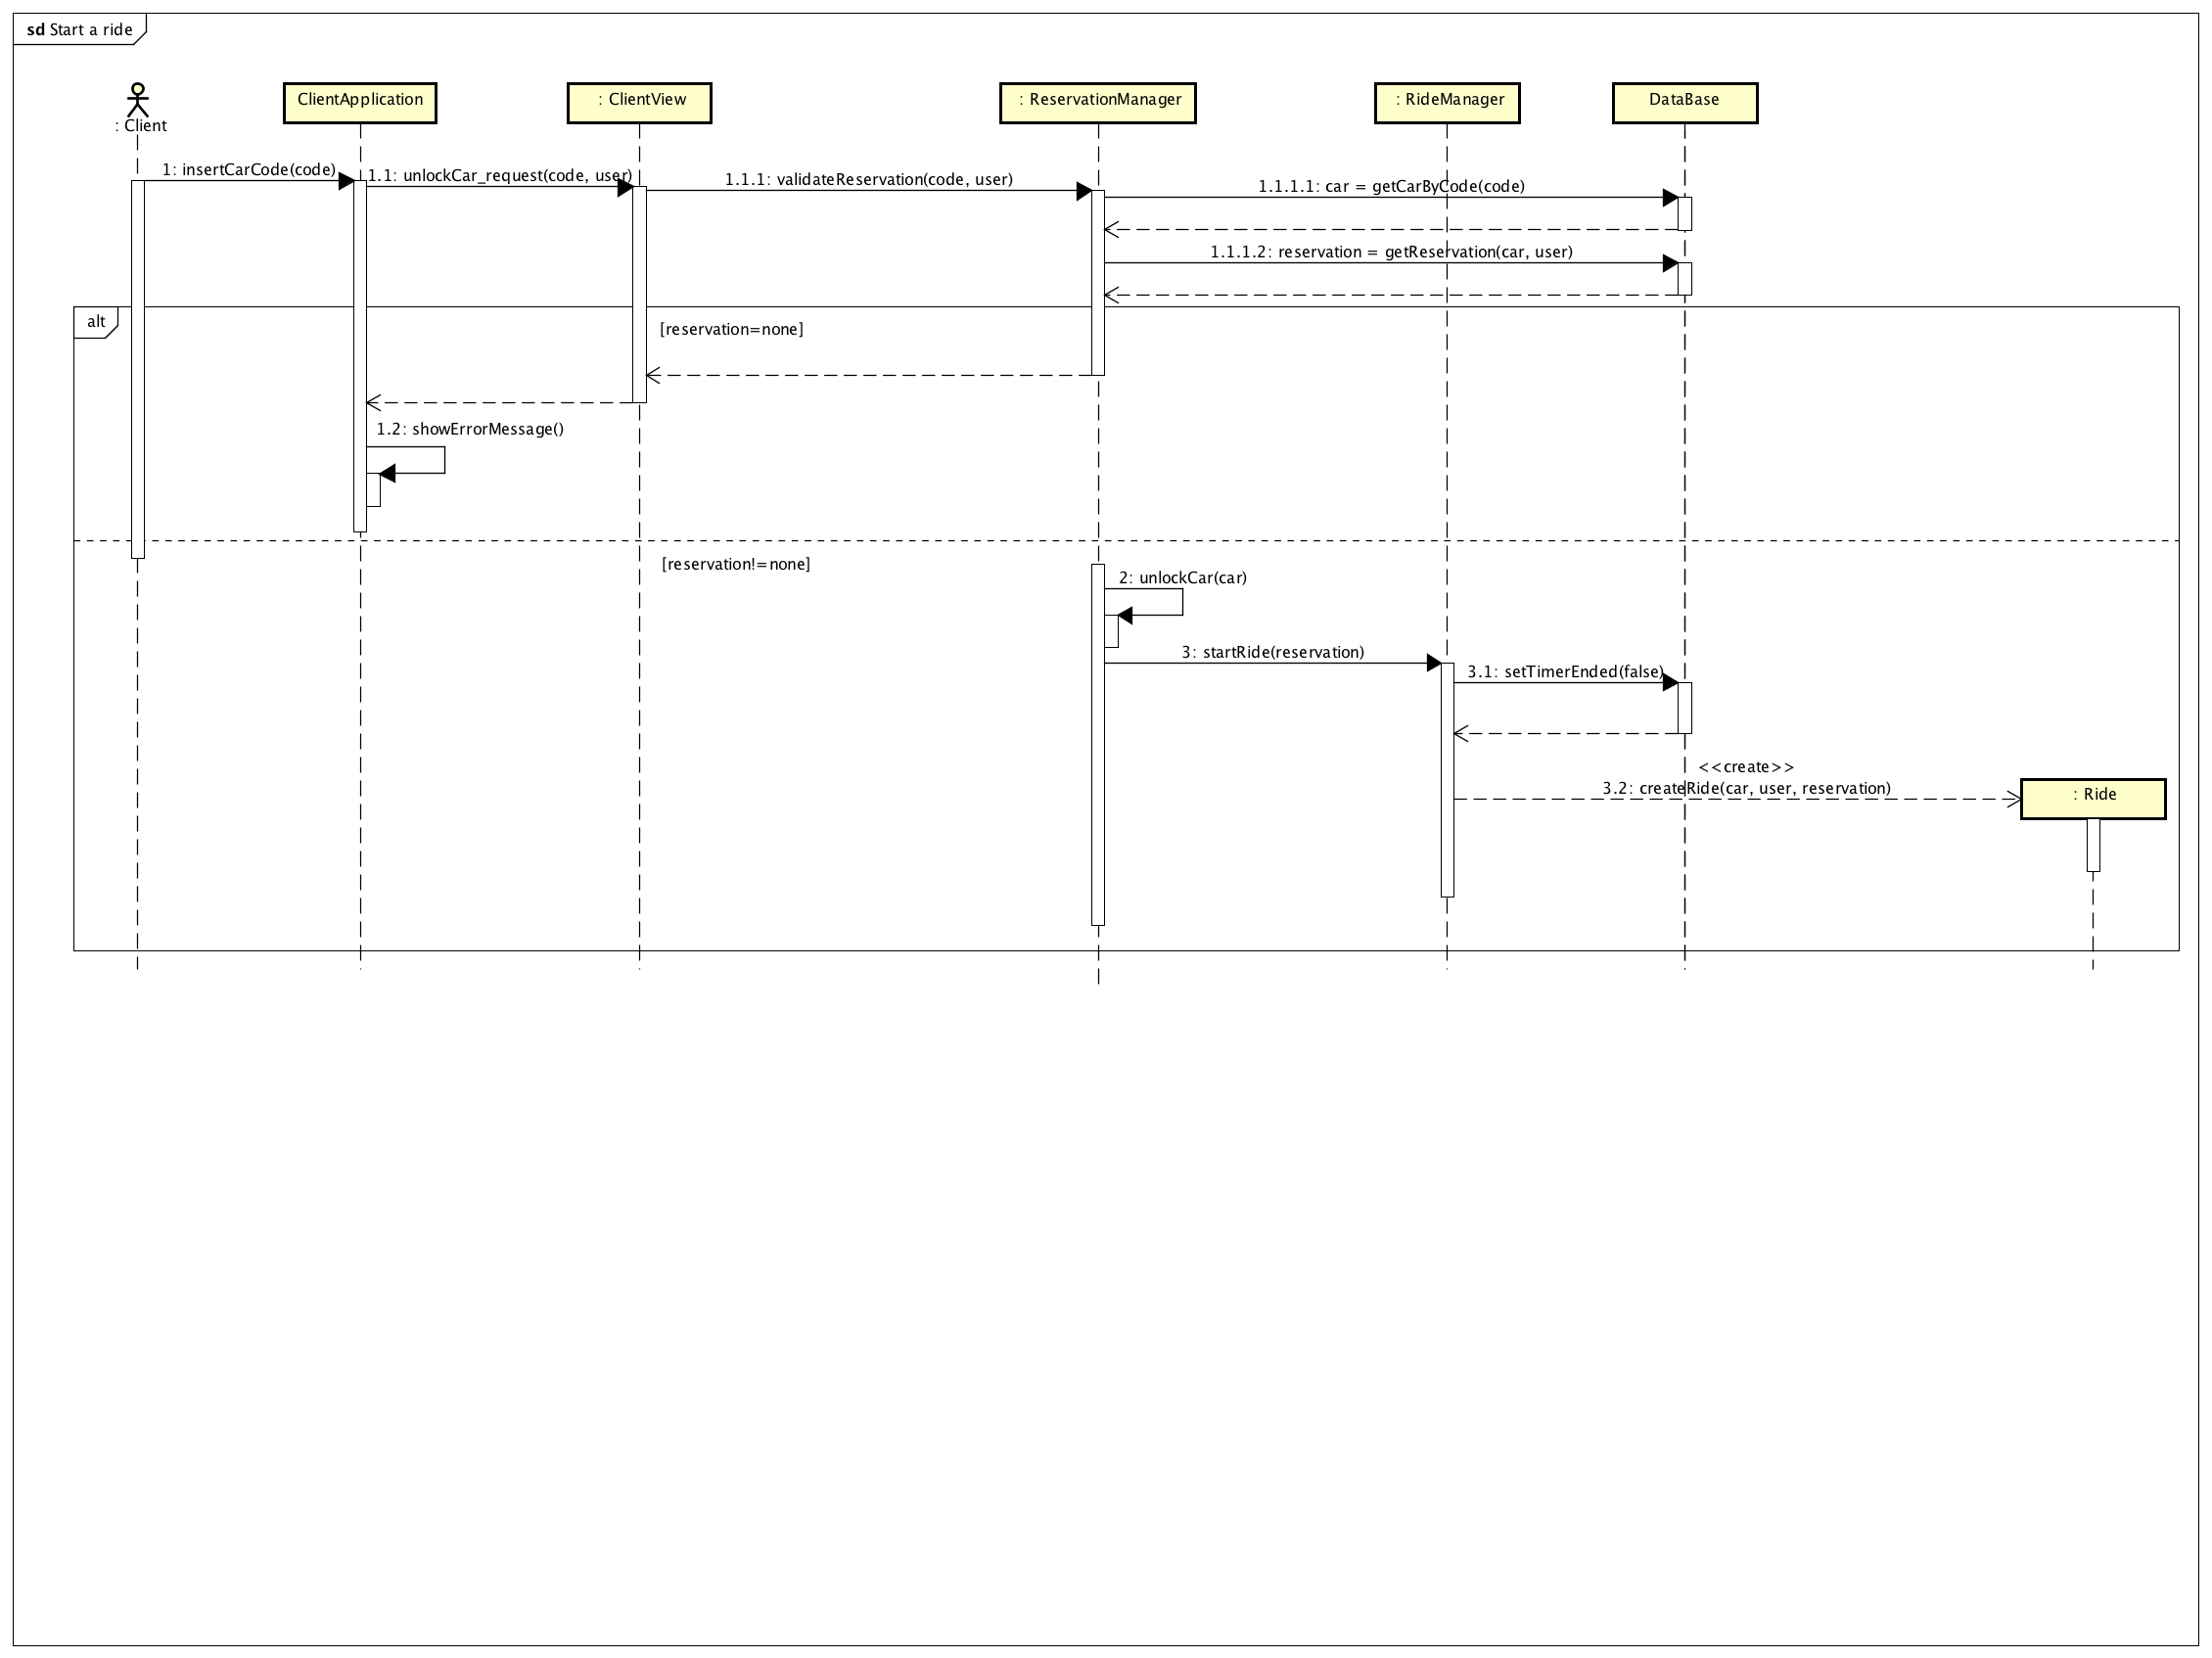 sd Start a ride
: Client
ClientApplication
: ClientView
: ReservationManager
: RideManager
DataBase
1: insertCarCode(code)
1.1: unlockCar_request(code, user)
1.1.1: validateReservation(code, user)
1.1.1.1: car = getCarByCode(code)
1.1.1.2: reservation = getReservation(car, user)
alt
[reservation=none]
1.2: showErrorMessage()
[reservation!=none]
2: unlockCar(car)
3: startRide(reservation)
3.1: setTimerEnded(false)
<<create>>
3.2: createRide(car, user, reservation)
: Ride